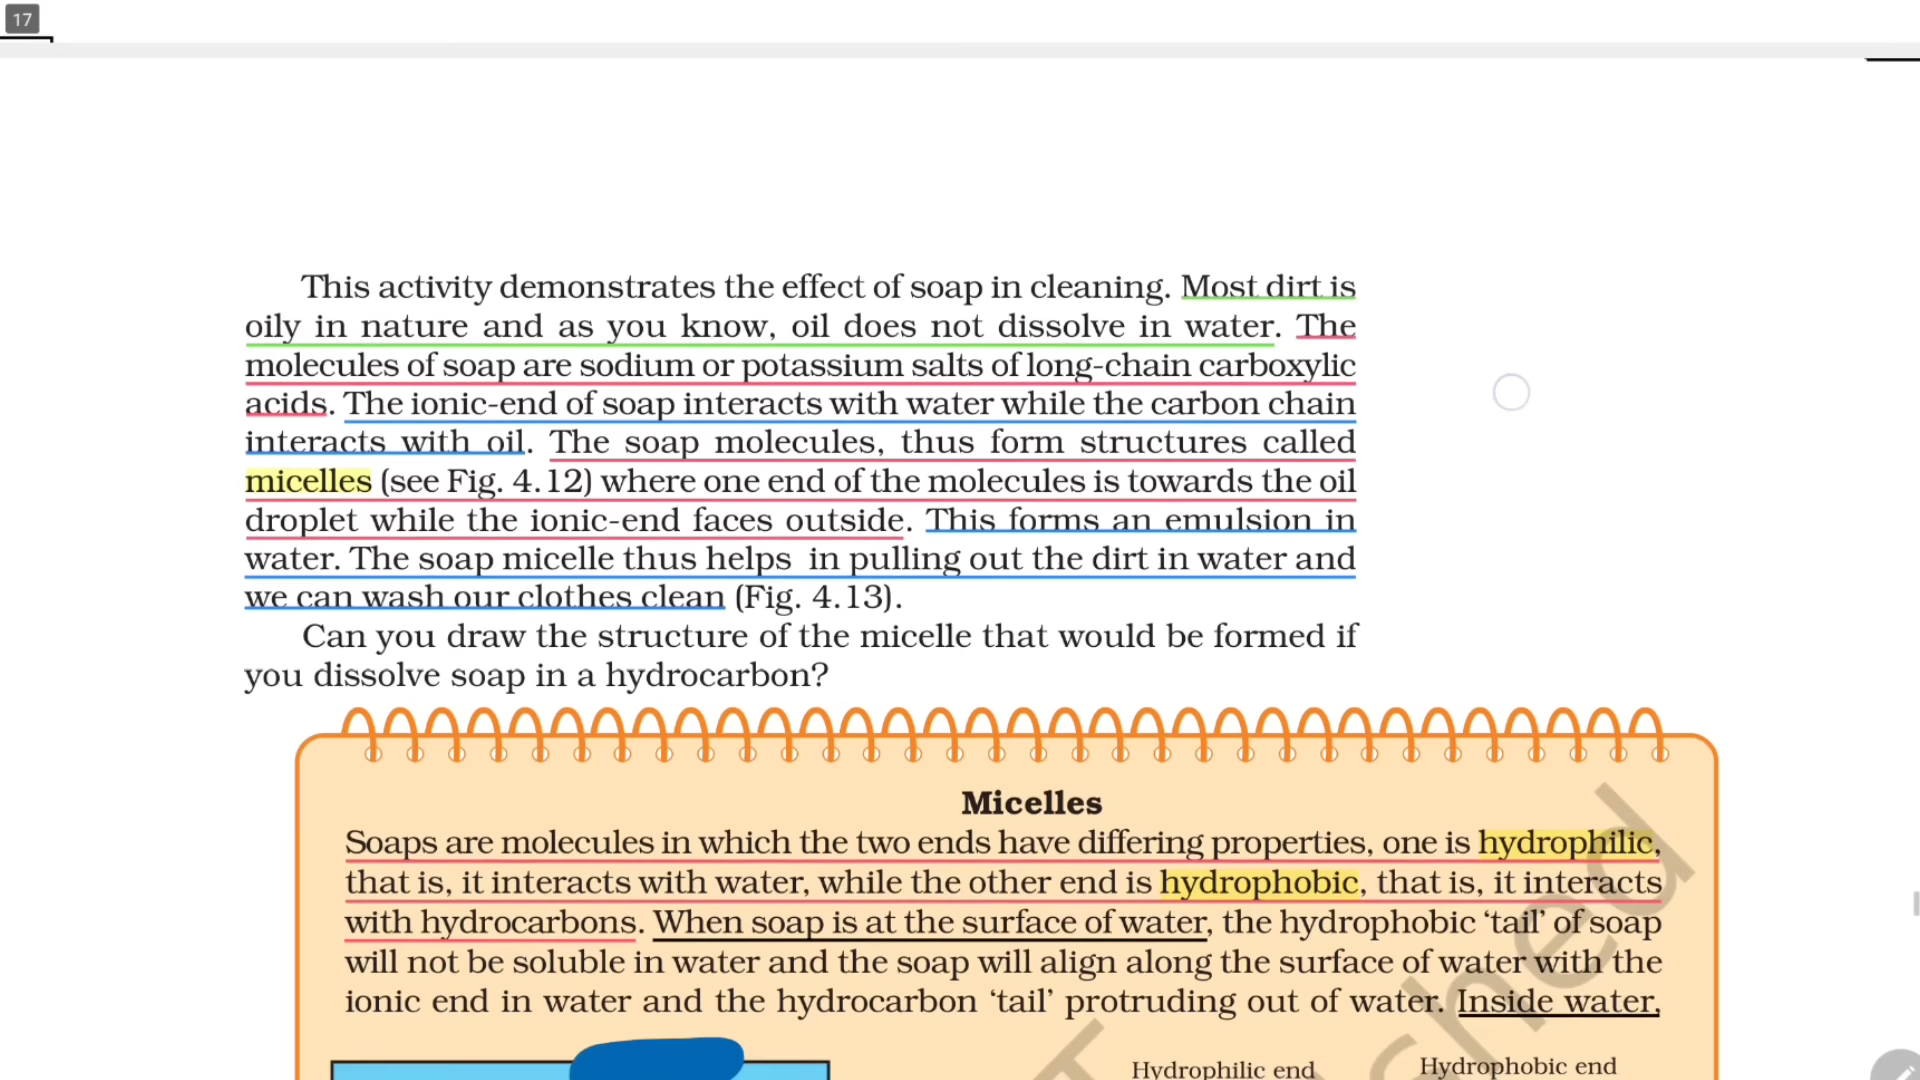 17
This activity demonstrates the effect of soap in cleaning. Most dirt is
oily in nature and as you know, oil does not dissolve in water. The
molecules of soap are sodium or potassium salts of long-chain carboxylic
acids. The ionic-end of soap interacts with water while the carbon chain
interacts with oil. The soap molecules, thus form structures called
micelles (see Fig. 4.12) where one end of the molecules is towards the oil
droplet while the ionic-end faces outside. This forms an emulsion in
water. The soap micelle thus helps in pulling out the dirt in water and
we can wash our clothes clean (Fig. 4.13).
Can you draw the structure of the micelle that would be formed if
you dissolve soap in a hydrocarbon?
Micelles
Soaps are molecules in which the two ends have differing properties, one is hydrophilic,
that is, it interacts with water, while the other end is hydrophobic, that is, it interacts
with hydrocarbons. When soap is at the surface of water, the hydrophobic ‘tail’ of soap
will not be soluble in water and the soap will align along the surface of water with the
ionic end in water and the hydrocarbon ‘tail’ protruding out of water. Inside water,
Hydrophilic end
Hydrophobic end